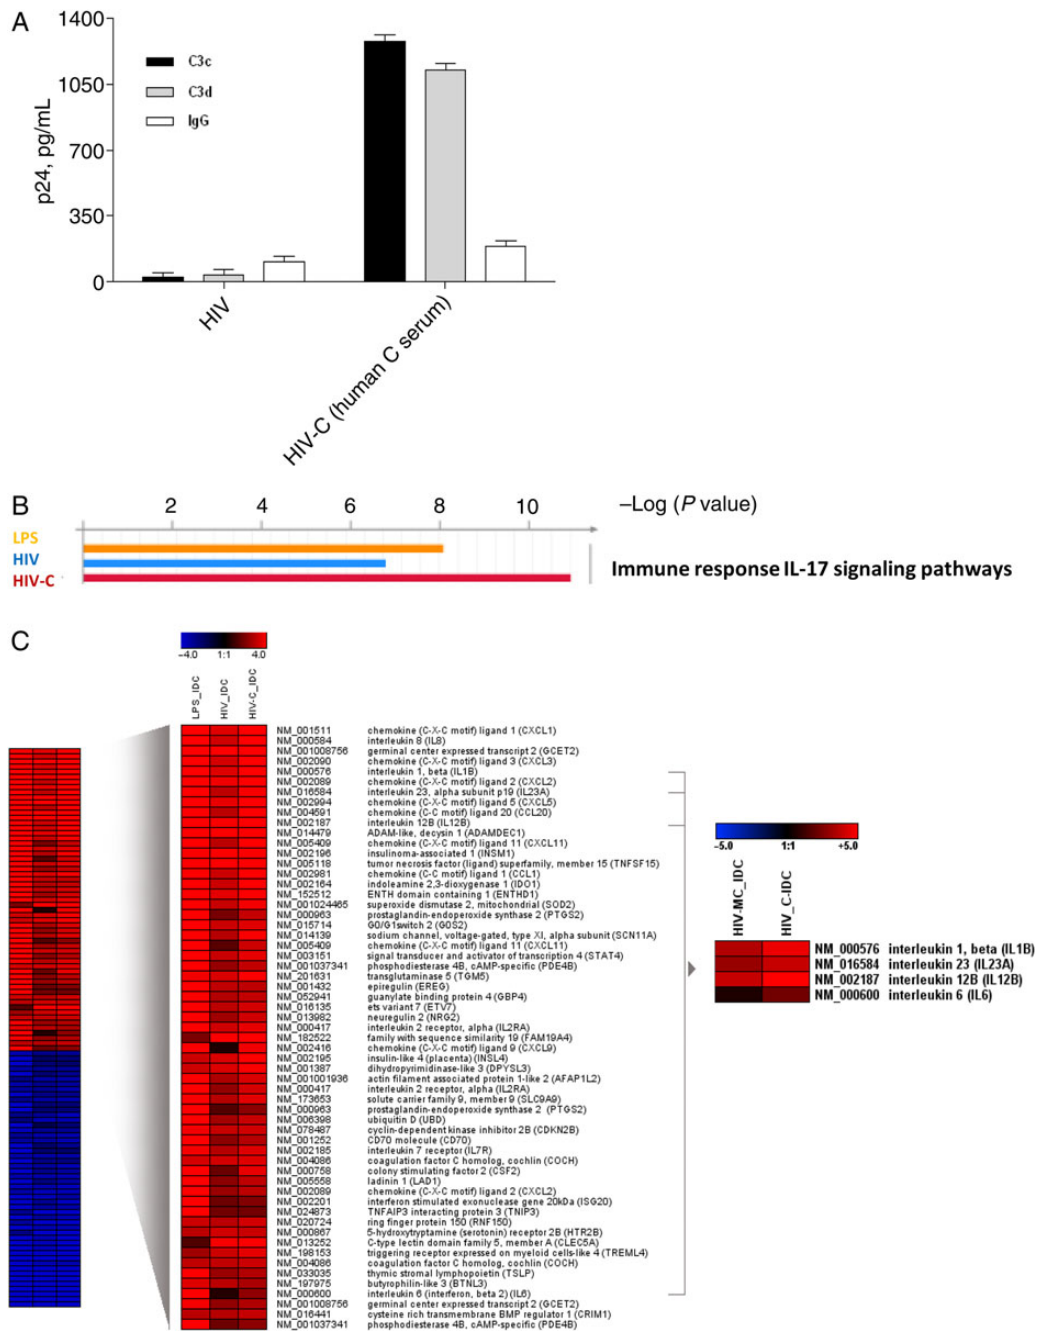 A
1400
1050
700
350
0
p24, pg/mL
C3c
C3d
IgG
HIV
HIV-C (human C serum)
B
2 4 6 8 10 –Log (P value)
LPS
HIV
HIV-C
Immune response IL-17 signaling pathways
C
–4.0 1:1 4.0
LPS_IDC
HIV_IDC
HIV-C_IDC
NM_001511 chemokine (C-X-C motif) ligand 1 (CXCL1)
NM_000584 interleukin 8 (IL8)
NM_001008756 germinal center expressed transcript 2 (GCET2)
NM_002090 chemokine (C-X-C motif) ligand 3 (CXCL3)
NM_000576 interleukin 1, beta (IL1B)
NM_002089 chemokine (C-X-C motif) ligand 2 (CXCL2)
NM_016584 interleukin 23, alpha subunit p19 (IL23A)
NM_002994 chemokine (C-X-C motif) ligand 5 (CXCL5)
NM_004591 chemokine (C-C motif) ligand 20 (CCL20)
NM_002187 interleukin 12B (IL12B)
NM_014479 ADAM-like, decysin 1 (ADAMDEC1)
NM_005409 chemokine (C-X-C motif) ligand 11 (CXCL11)
NM_002196 insulinoma-associated 1 (INSM1)
NM_005118 tumor necrosis factor (ligand) superfamily, member 15 (TNFSF15)
NM_002981 chemokine (C-C motif) ligand 1 (CCL1)
NM_002164 indoleamine 2,3-dioxygenase 1 (IDO1)
NM_152512 ENTH domain containing 1 (ENTHD1)
NM_001024465 superoxide dismutase 2, mitochondrial (SOD2)
NM_000963 prostaglandin-endoperoxide synthase 2 (PTGS2)
NM_015714 G0/G1switch 2 (G0S2)
NM_014139 sodium channel, voltage-gated, type XI, alpha subunit (SCN11A)
NM_005409 chemokine (C-X-C motif) ligand 11 (CXCL11)
NM_003151 signal transducer and activator of transcription 4 (STAT4)
NM_001037341 phosphodiesterase 4B, cAMP-specific (PDE4B)
NM_201631 transglutaminase 5 (TGM5)
NM_001432 epiregulin (EREG)
NM_052941 guanylate binding protein 4 (GBP4)
NM_016135 ets variant 7 (ETV7)
NM_013982 neuregulin 2 (NRG2)
NM_000417 interleukin 2 receptor, alpha (IL2RA)
NM_182522 family with sequence similarity 19 (FAM19A4)
NM_002416 chemokine (C-X-C motif) ligand 9 (CXCL9)
NM_002195 insulin-like 4 (placenta) (INSL4)
NM_001387 dihydropyrimidinase-like 3 (DPYSL3)
NM_001001936 actin filament associated protein 1-like 2 (AFAP1L2)
NM_000417 interleukin 2 receptor, alpha (IL2RA)
NM_173653 solute carrier family 9, member 9 (SLC9A9)
NM_000963 prostaglandin-endoperoxide synthase 2 (PTGS2)
NM_006398 ubiquitin D (UBD)
NM_078487 cyclin-dependent kinase inhibitor 2B (CDKN2B)
NM_001252 CD70 molecule (CD70)
NM_002185 interleukin 7 receptor (IL7R)
NM_004086 coagulation factor C homolog, cochlin (COCH)
NM_000758 colony stimulating factor 2 (CSF2)
NM_005558 ladinin 1 (LAD1)
NM_002089 chemokine (C-X-C motif) ligand 2 (CXCL2)
NM_002201 interferon stimulated exonuclease gene 20kDa (ISG20)
NM_024873 TNFAIP3 interacting protein 3 (TNIP3)
NM_020724 ring finger protein 150 (RNF150)
NM_000867 5-hydroxytryptamine (serotonin) receptor 2B (HTR2B)
NM_013252 C-type lectin domain family 5, member A (CLEC5A)
NM_198153 triggering receptor expressed on myeloid cells-like 4 (TREML4)
NM_004086 coagulation factor C homolog, cochlin (COCH)
NM_033035 thymic stromal lymphopoietin (TSLP)
NM_197975 butyrophilin-like 3 (BTNL3)
NM_000600 interleukin 6 (interferon, beta 2) (IL6)
NM_001008756 germinal center expressed transcript 2 (GCET2)
NM_016441 cysteine rich transmembrane BMP regulator 1 (CRIM1)
NM_001037341 phosphodiesterase 4B, cAMP-specific (PDE4B)
–5.0 1:1 +5.0
HIV-MC_IDC
HIV_C-IDC
NM_000576 interleukin 1, beta (IL1B)
NM_016584 interleukin 23 (IL23A)
NM_002187 interleukin 12B (IL12B)
NM_000600 interleukin 6 (IL6)